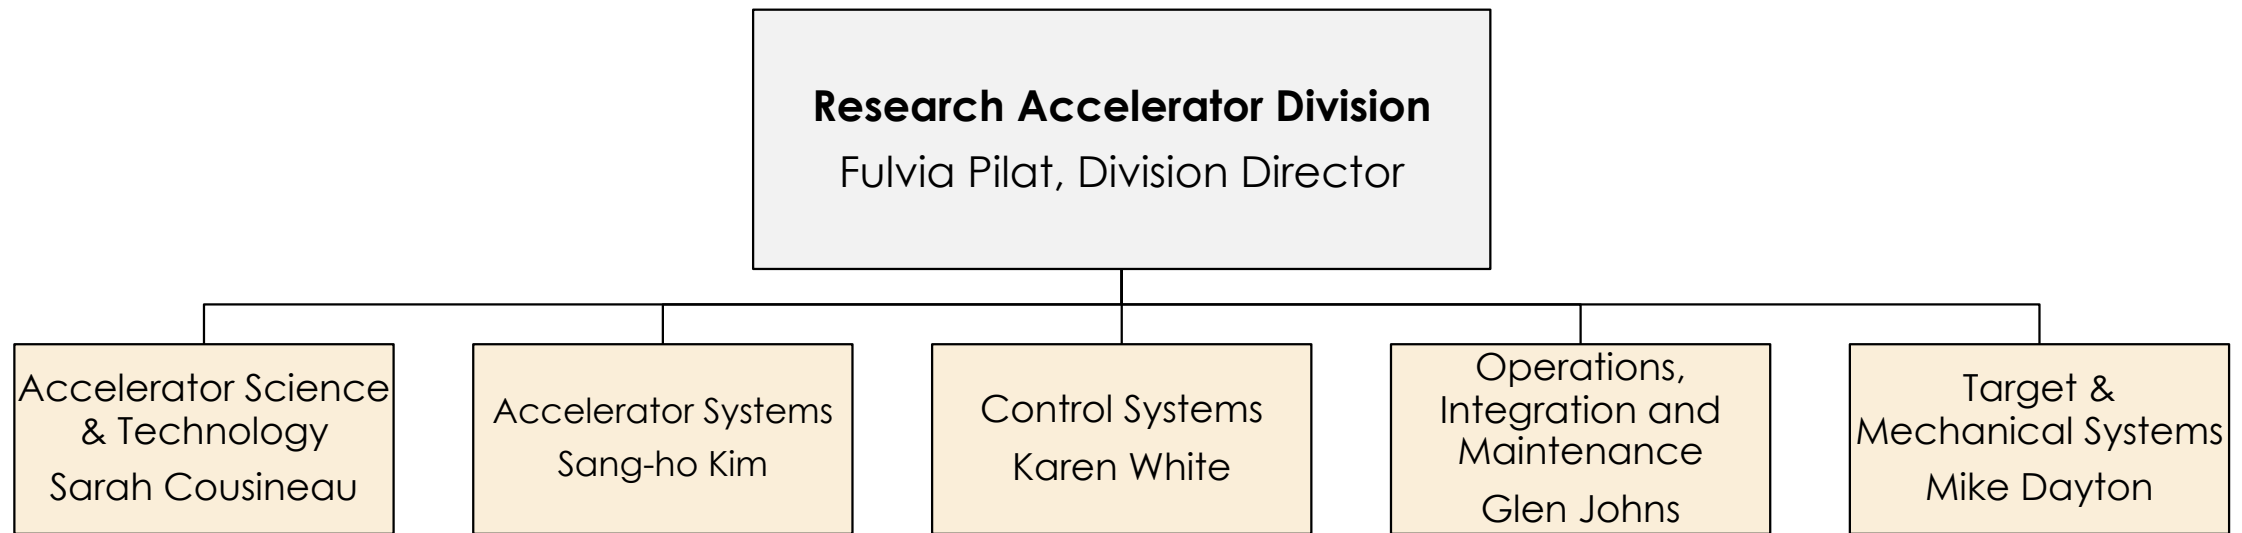 Research Accelerator Division
Fulvia Pilat, Division Director
Accelerator Science
& Technology
Sarah Cousineau
Accelerator Systems
Sang-ho Kim
Control Systems
Karen White
Operations,
Integration and
Maintenance
Glen Johns
Target &
Mechanical Systems
Mike Dayton